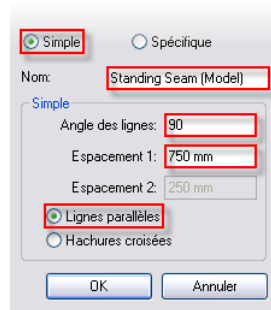 Simple Spécifique
Nom: Standing Seam (Model)
Simple
Angle des lignes: 90
Espacement 1: 750 mm
Espacement 2: 250 mm
Lignes parallèles
Hachures croisées
OK Annuler